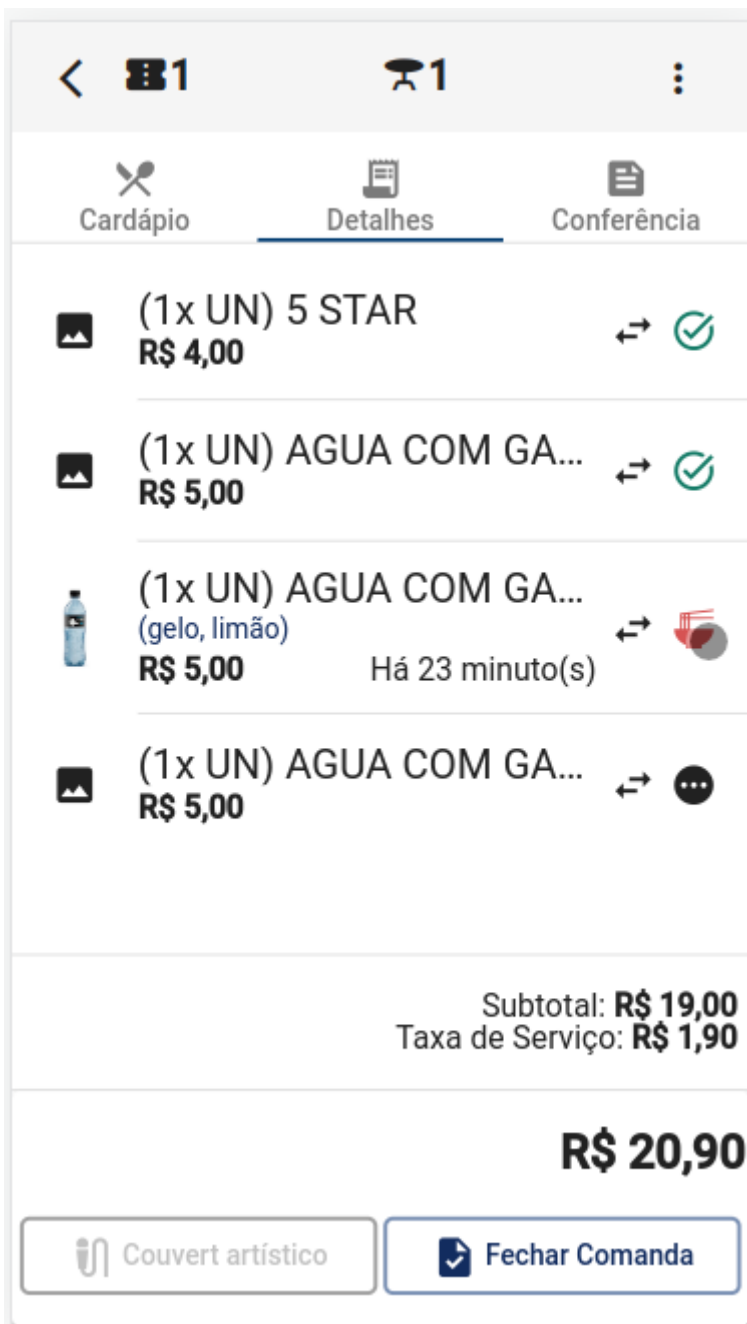 1 1
Cardápio Detalhes Conferência
(1x UN) 5 STAR
R$ 4,00
(1x UN) AGUA COM GA...
R$ 5,00
(1x UN) AGUA COM GA...
(gelo, limão)
R$ 5,00 Há 23 minuto(s)
(1x UN) AGUA COM GA...
R$ 5,00
Subtotal: R$ 19,00
Taxa de Serviço: R$ 1,90
R$ 20,90
Couvert artístico Fechar Comanda